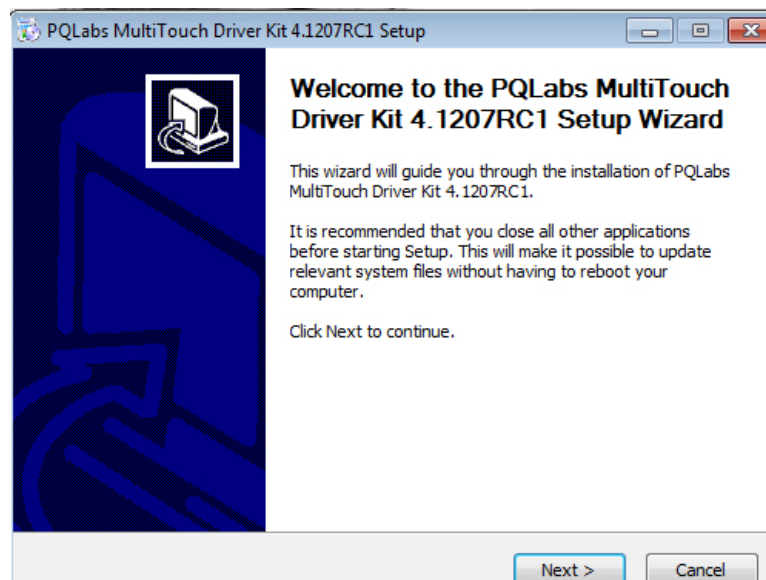 PQLabs MultiTouch Driver Kit 4.1207RC1 Setup
Welcome to the PQLabs MultiTouch
Driver Kit 4.1207RC1 Setup Wizard
This wizard will guide you through the installation of PQLabs
MultiTouch Driver Kit 4.1207RC1.
It is recommended that you close all other applications
before starting Setup. This will make it possible to update
relevant system files without having to reboot your
computer.
Click Next to continue.
Next >
Cancel